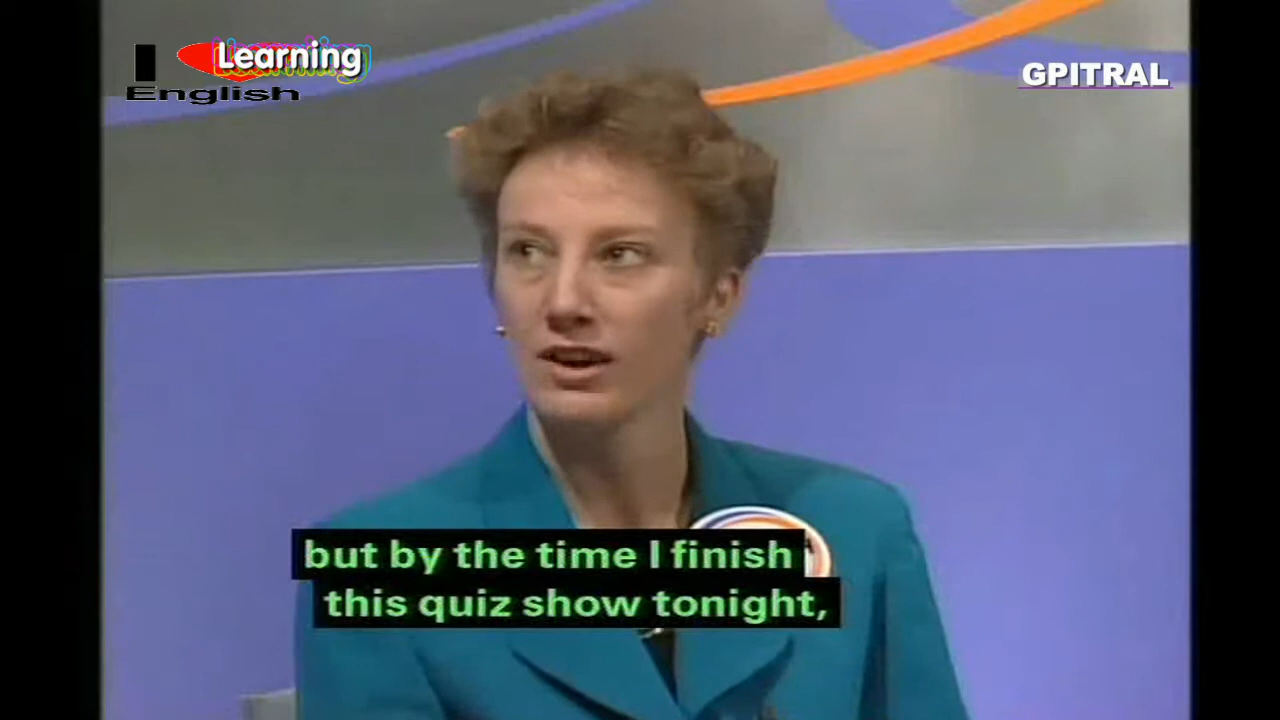 Learning
English
GPITRAL
but by the time I finish
this quiz show tonight,